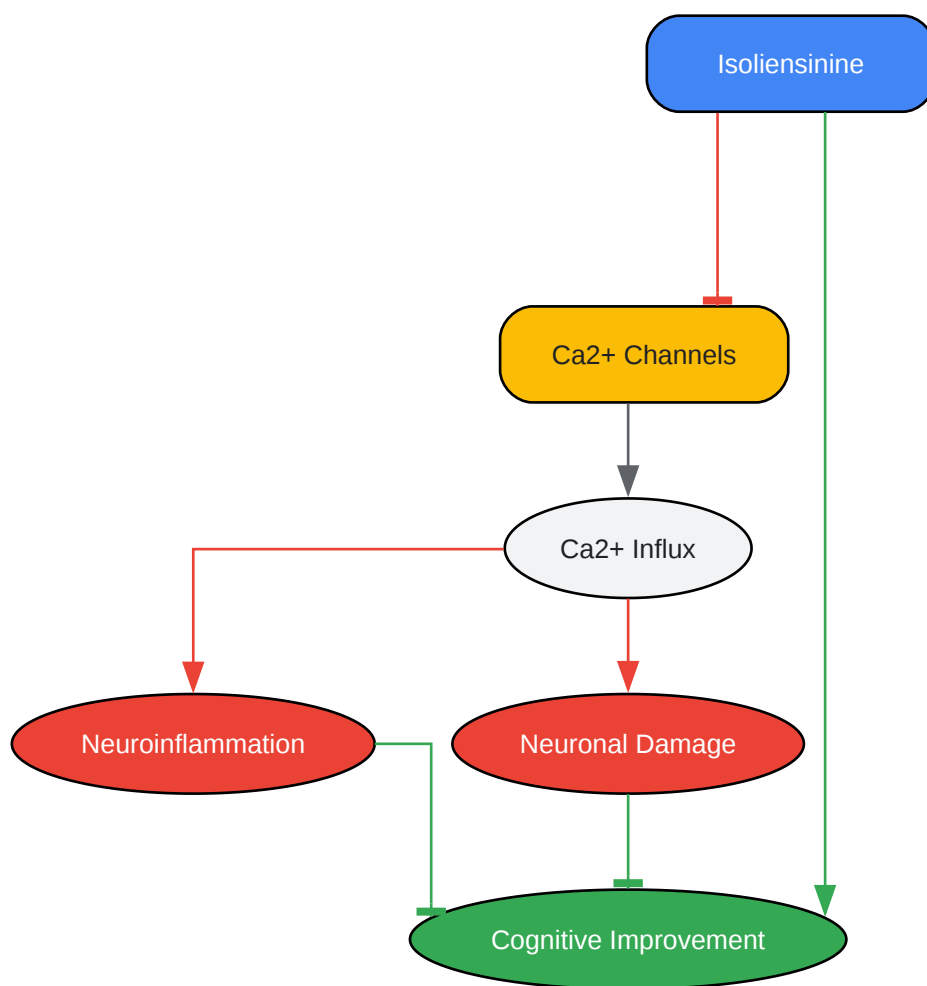 Isoliensinine
Ca2+ Channels
Ca2+ Influx
Neuroinflammation
Neuronal Damage
Cognitive Improvement